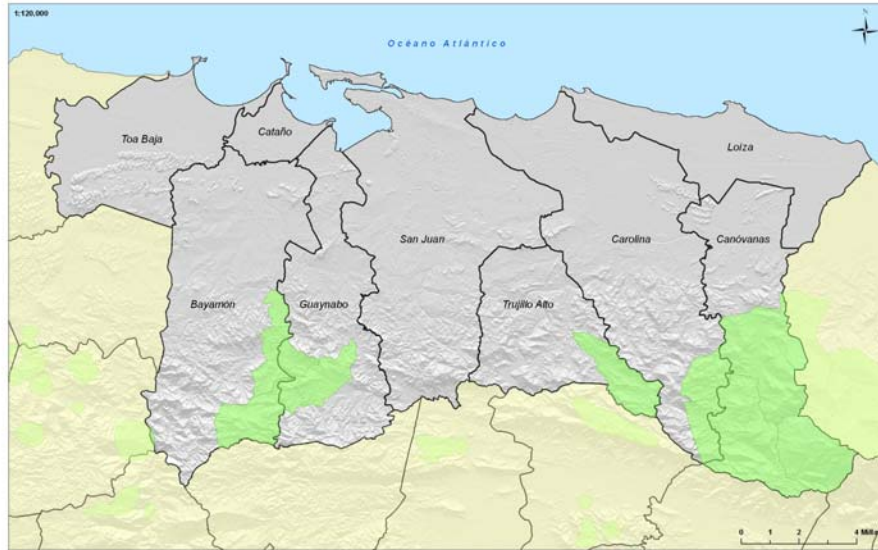 1:120,000
N
Océano Atlántico
Toa Baja
Cataño
Loíza
San Juan
Carolina
Canóvanas
Bayamón
Guaynabo
Trujillo Alto
0 1 2 4 Milla